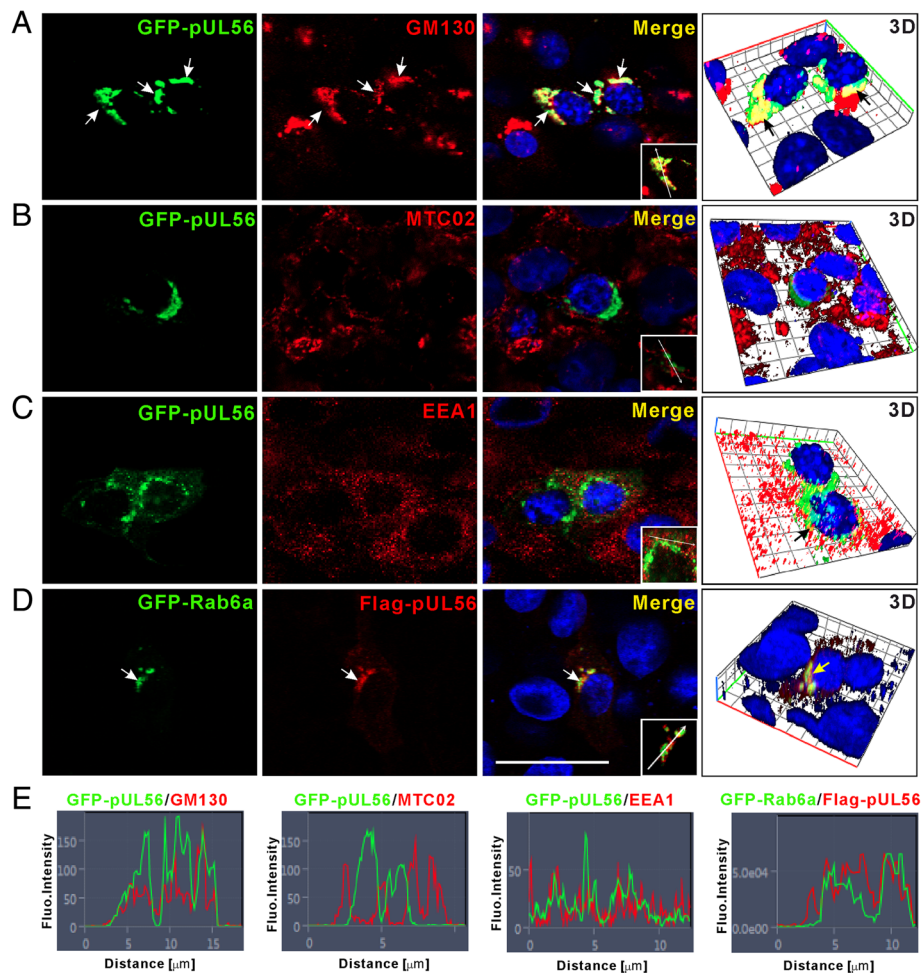 A
GFP-pUL56 GM130 Merge 3D
B
GFP-pUL56 MTC02 Merge 3D
C
GFP-pUL56 EEA1 Merge 3D
D
GFP-Rab6a Flag-pUL56 Merge 3D
E
GFP-pUL56/GM130 GFP-pUL56/MTC02 GFP-pUL56/EEA1 GFP-Rab6a/Flag-pUL56
Fluo.Intensity
150
100
50
0
0 5 10 15
Distance [μm]
Fluo.Intensity
150
100
50
0
0 5
Distance [μm]
Fluo.Intensity
50
0
0 5 10
Distance [μm]
Fluo.Intensity
5.0e04
0.0e00
0 5 10
Distance [μm]